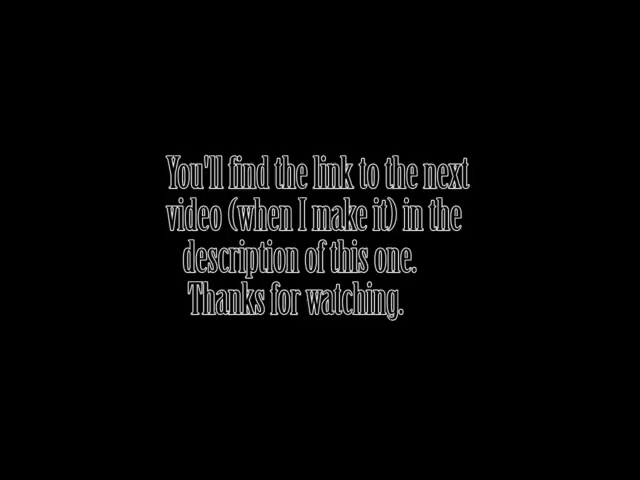 You'll find the link to the next
video (when I make it) in the
description of this one.
Thanks for watching.